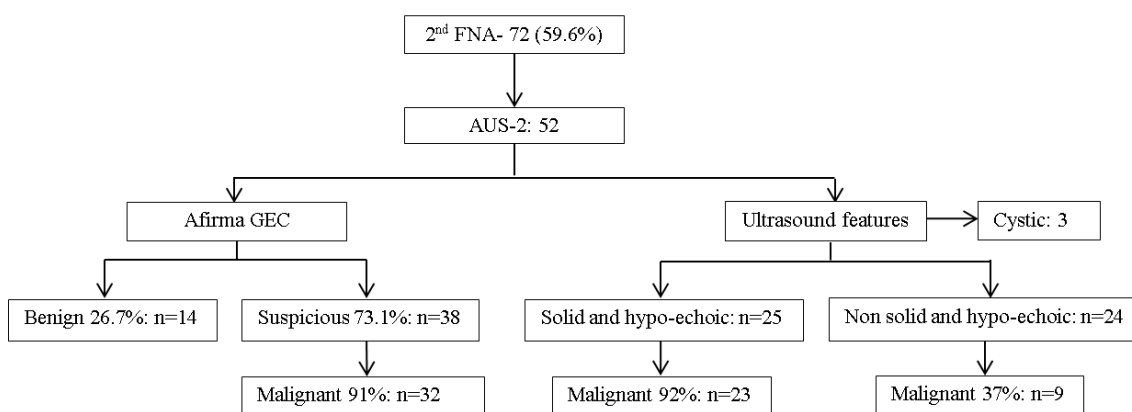 2nd FNA- 72 (59.6%)
AUS-2: 52
Afirma GEC
Ultrasound features
Cystic: 3
Benign 26.7%: n=14
Suspicious 73.1%: n=38
Solid and hypo-echoic: n=25
Non solid and hypo-echoic: n=24
Malignant 91%: n=32
Malignant 92%: n=23
Malignant 37%: n=9